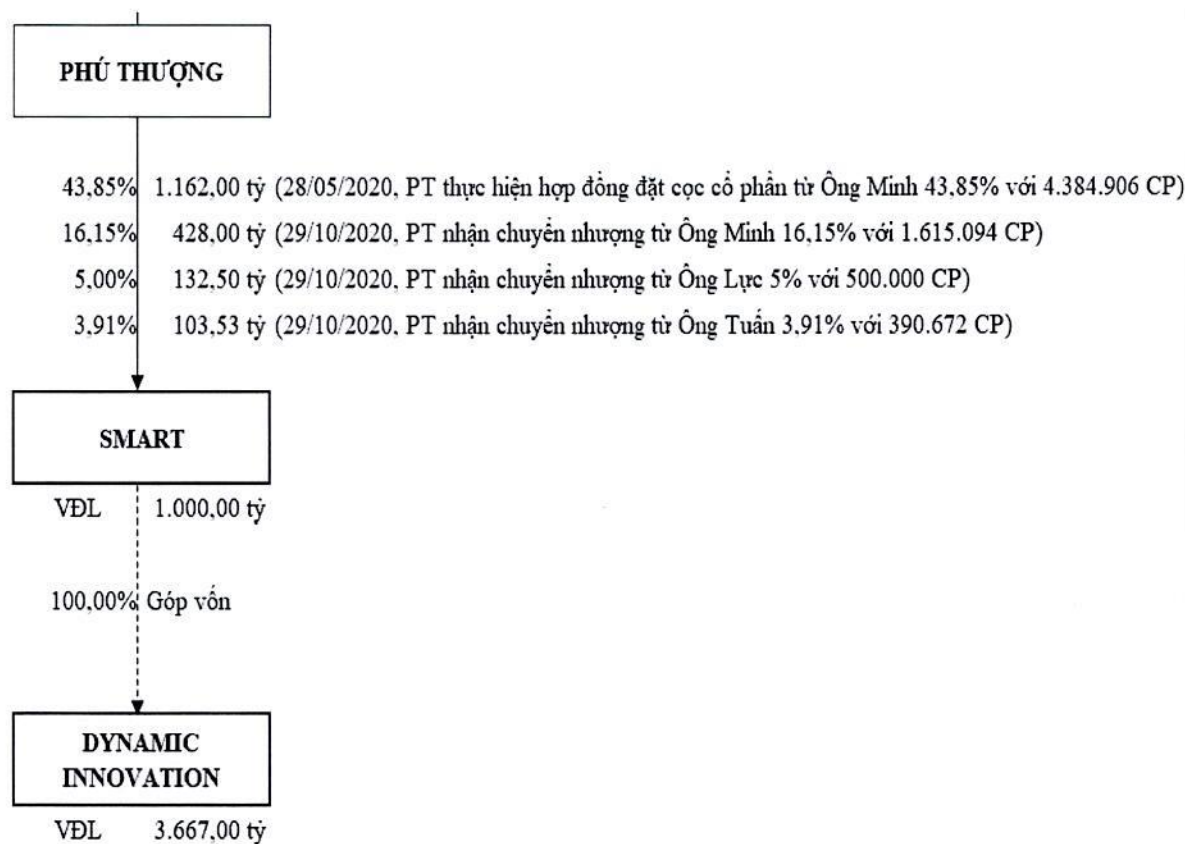 PHÚ THƯỢNG
43,85% 1.162,00 tỷ (28/05/2020, PT thực hiện hợp đồng đặt cọc cổ phần từ Ông Minh 43,85% với 4.384.906 CP)
16,15% 428,00 tỷ (29/10/2020, PT nhận chuyển nhượng từ Ông Minh 16,15% với 1.615.094 CP)
5,00% 132,50 tỷ (29/10/2020, PT nhận chuyển nhượng từ Ông Lực 5% với 500.000 CP)
3,91% 103,53 tỷ (29/10/2020, PT nhận chuyển nhượng từ Ông Tuấn 3,91% với 390.672 CP)
SMART
VĐL 1.000,00 tỷ
100,00% Góp vốn
DYNAMIC
INNOVATION
VĐL 3.667,00 tỷ